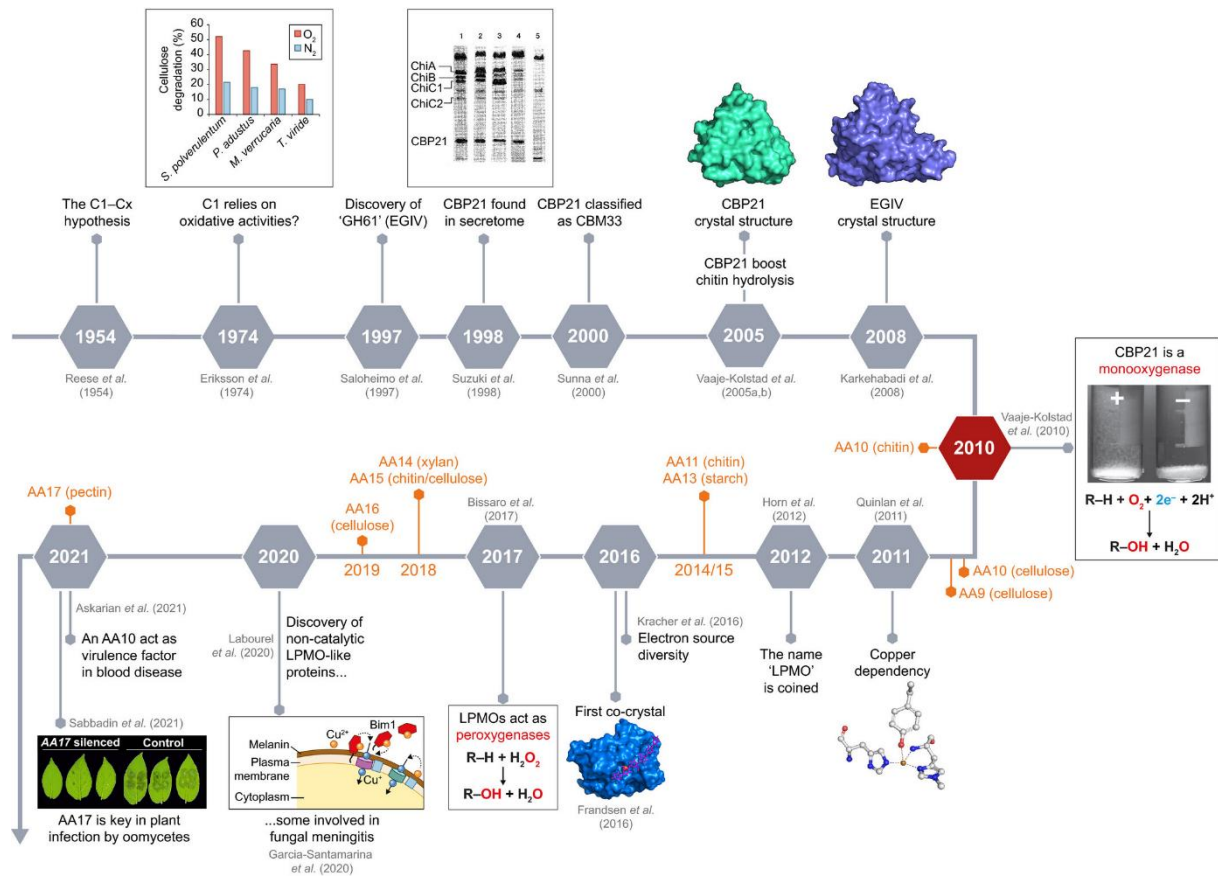 60
50
40
30
20
10
0
Cellulose
degradation (%)
O2
N2
S. polverulentum
P. adustus
M. verrucaria
T. viride
1 2 3 4 5
ChiA
ChiB
ChiC1
ChiC2
CBP21
The C1–Cx
hypothesis
C1 relies on
oxidative activities?
Discovery of
‘GH61’ (EGIV)
CBP21 found
in secretome
CBP21 classified
as CBM33
CBP21
crystal structure
CBP21 boost
chitin hydrolysis
EGIV
crystal structure
1954
1974
1997
1998
2000
2005
2008
Reese et al.
(1954)
Eriksson et al.
(1974)
Saloheimo et al.
(1997)
Suzuki et al.
(1998)
Sunna et al.
(2000)
Vaaje-Kolstad et al.
(2005a,b)
Karkehabadi et al.
(2008)
AA10 (chitin)
2010
Vaaje-Kolstad
et al. (2010)
CBP21 is a
monooxygenase
+ –
R–H + O2 + 2e– + 2H+
R–OH + H2O
AA17 (pectin)
AA16
(cellulose)
AA14 (xylan)
AA15 (chitin/cellulose)
Bissaro et al.
(2017)
AA11 (chitin)
AA13 (starch)
Horn et al.
(2012)
Quinlan et al.
(2011)
2021
2020
2019
2018
2017
2016
2014/15
2012
2011
AA10 (cellulose)
AA9 (cellulose)
Askarian et al. (2021)
An AA10 act as
virulence factor
in blood disease
Sabbadin et al. (2021)
AA17 silenced Control
AA17 is key in plant
infection by oomycetes
Labourel
et al. (2020)
Discovery of
non-catalytic
LPMO-like
proteins...
Cu2+
Bim1
Melanin
Plasma
membrane
Cu+
Cytoplasm
...some involved in
fungal meningitis
Garcia-Santamarina
et al. (2020)
LPMOs act as
peroxygenases
R–H + H2O2
R–OH + H2O
Kracher et al. (2016)
Electron source
diversity
First co-crystal
Frandsen et al.
(2016)
The name
‘LPMO’
is coined
Copper
dependency